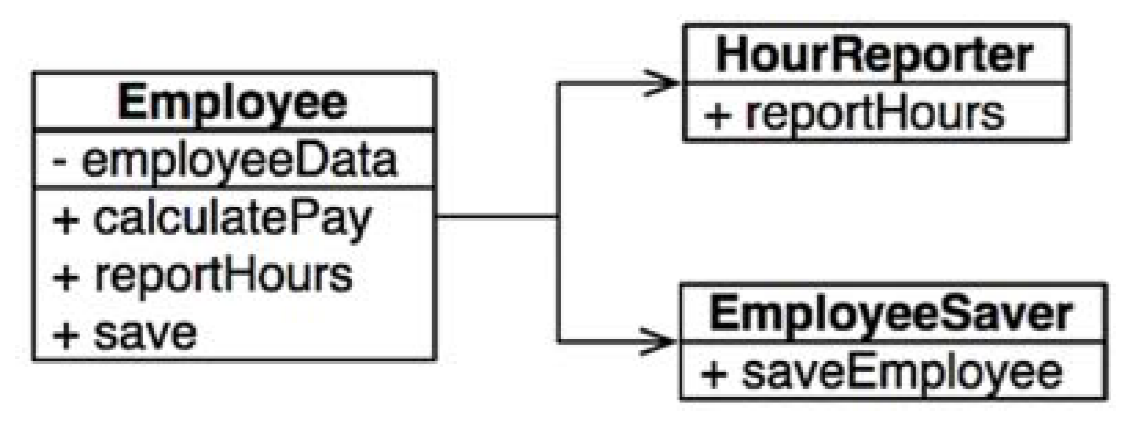 Employee
- employeeData
+ calculatePay
+ reportHours
+ save
HourReporter
+ reportHours
EmployeeSaver
+ saveEmployee